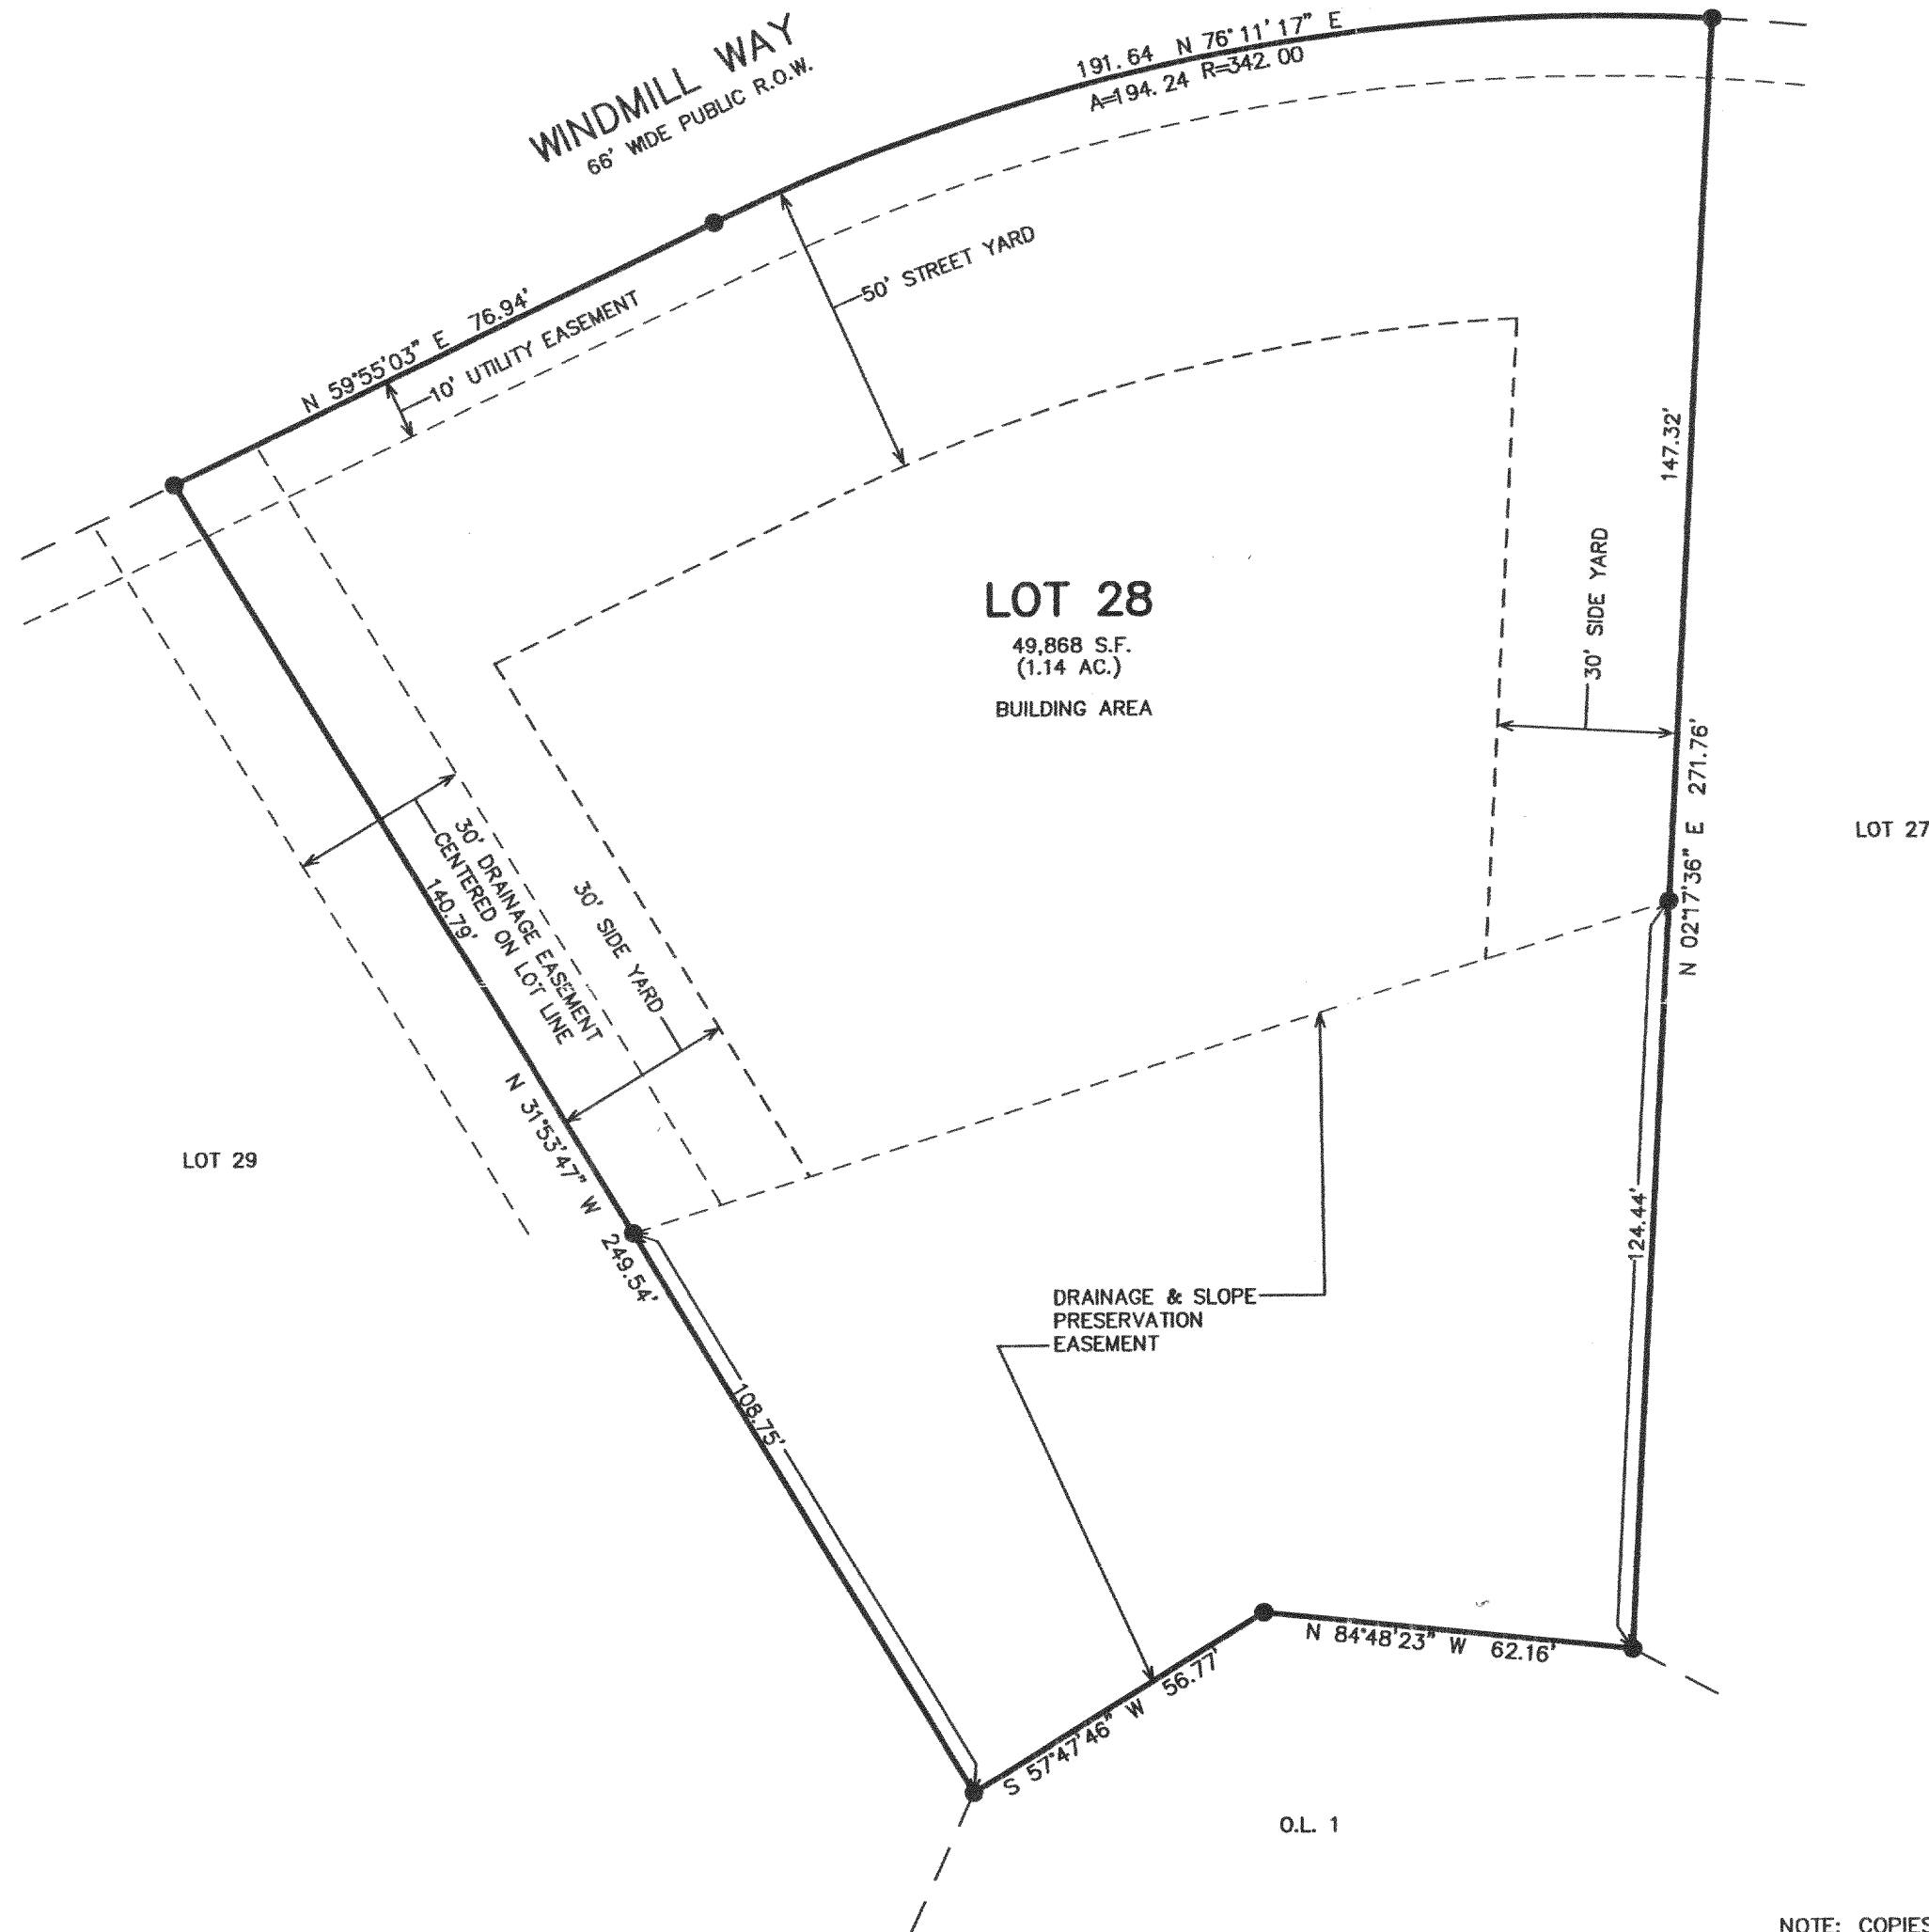 WINDMILL WAY
66' WIDE PUBLIC R.O.W.
191.64 N 76°11'17" E
A=194.24 R=342.00
N 59°55'03" E 76.94'
10' UTILITY EASEMENT
50' STREET YARD
LOT 28
49,868 S.F.
(1.14 AC.)
BUILDING AREA
147.32'
30' SIDE YARD
N 02°17'36" E 271.76'
LOT 27
30' DRAINAGE EASEMENT
CENTERED ON LOT LINE
140.79'
30' SIDE YARD
N 31°53'47" W 249.54'
LOT 29
124.44'
DRAINAGE & SLOPE
PRESERVATION
EASEMENT
108.75'
N 84°48'23" W 62.16'
S 57°47'46" W 56.77'
O.L. 1
NOTE: COPIES